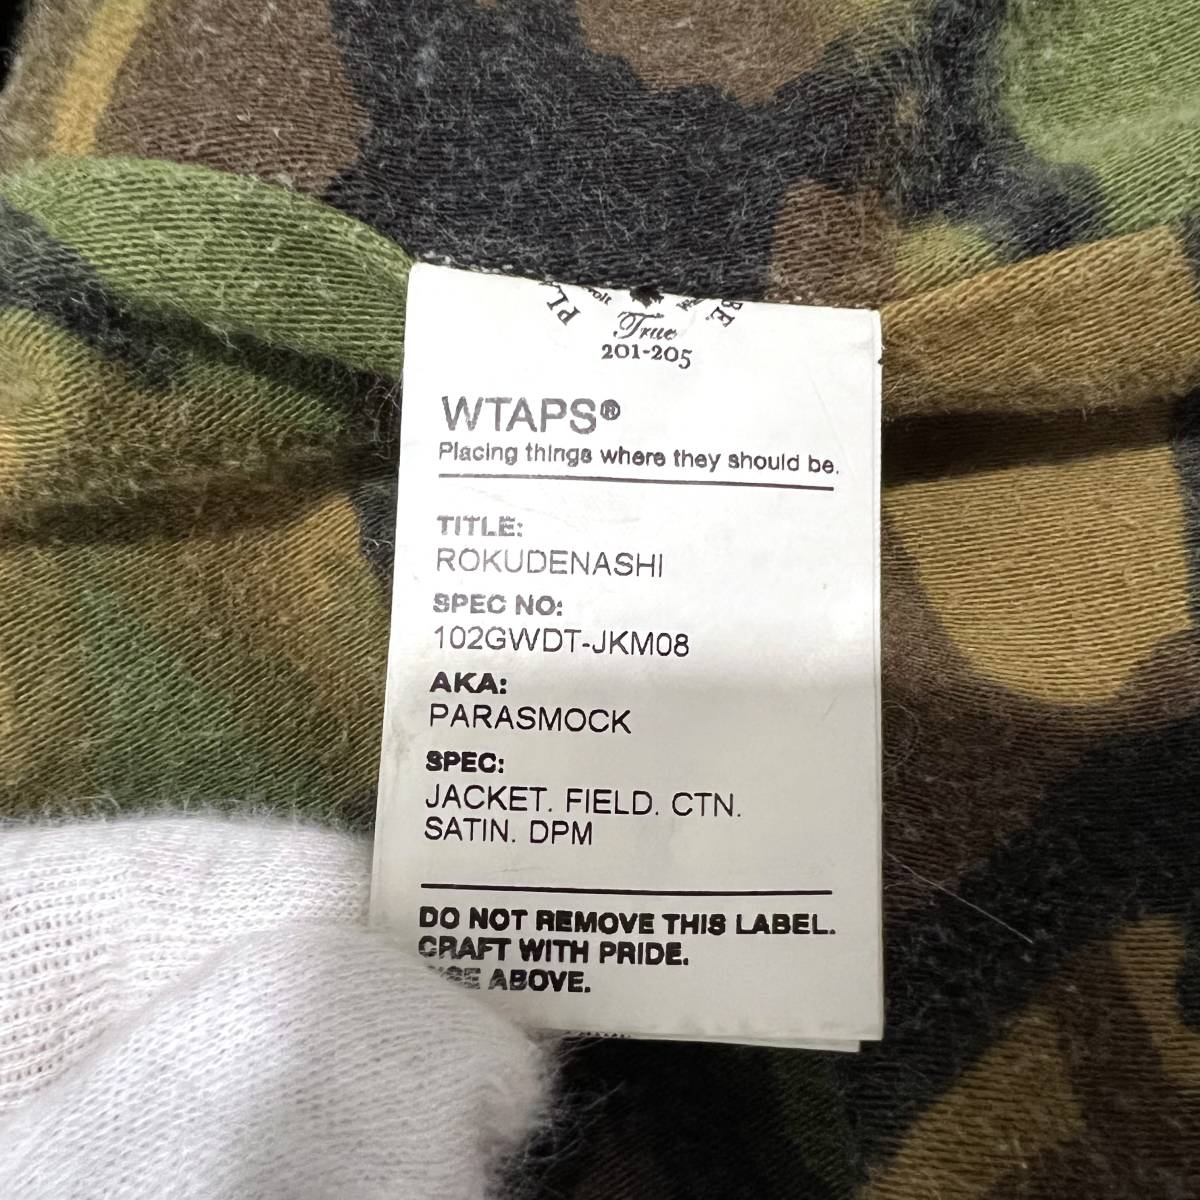 True
201-205
WTAPS®
Placing things where they should be.
TITLE:
ROKUDENASHI
SPEC NO:
102GWDT-JKM08
AKA:
PARASMOCK
SPEC:
JACKET. FIELD. CTN.
SATIN. DPM
DO NOT REMOVE THIS LABEL.
CRAFT WITH PRIDE.
ABOVE.